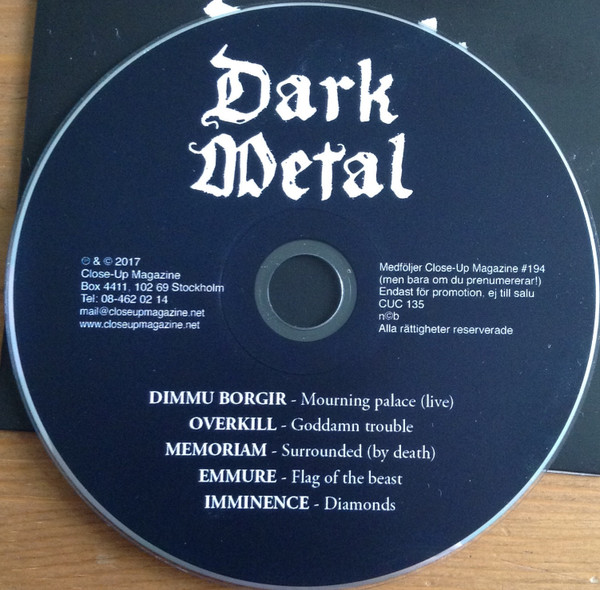 Dark
Metal
℗ & © 2017
Close-Up Magazine
Box 4411, 102 69 Stockholm
Tel: 08-462 02 14
mail@closeupmagazine.net
www.closeupmagazine.net
Medföljer Close-Up Magazine #194
(men bara om du prenumererar!)
Endast för promotion, ej till salu
CUC 135
n©b
Alla rättigheter reserverade
DIMMU BORGIR - Mourning palace (live)
OVERKILL - Goddamn trouble
MEMORIAM - Surrounded (by death)
EMMURE - Flag of the beast
IMMINENCE - Diamonds